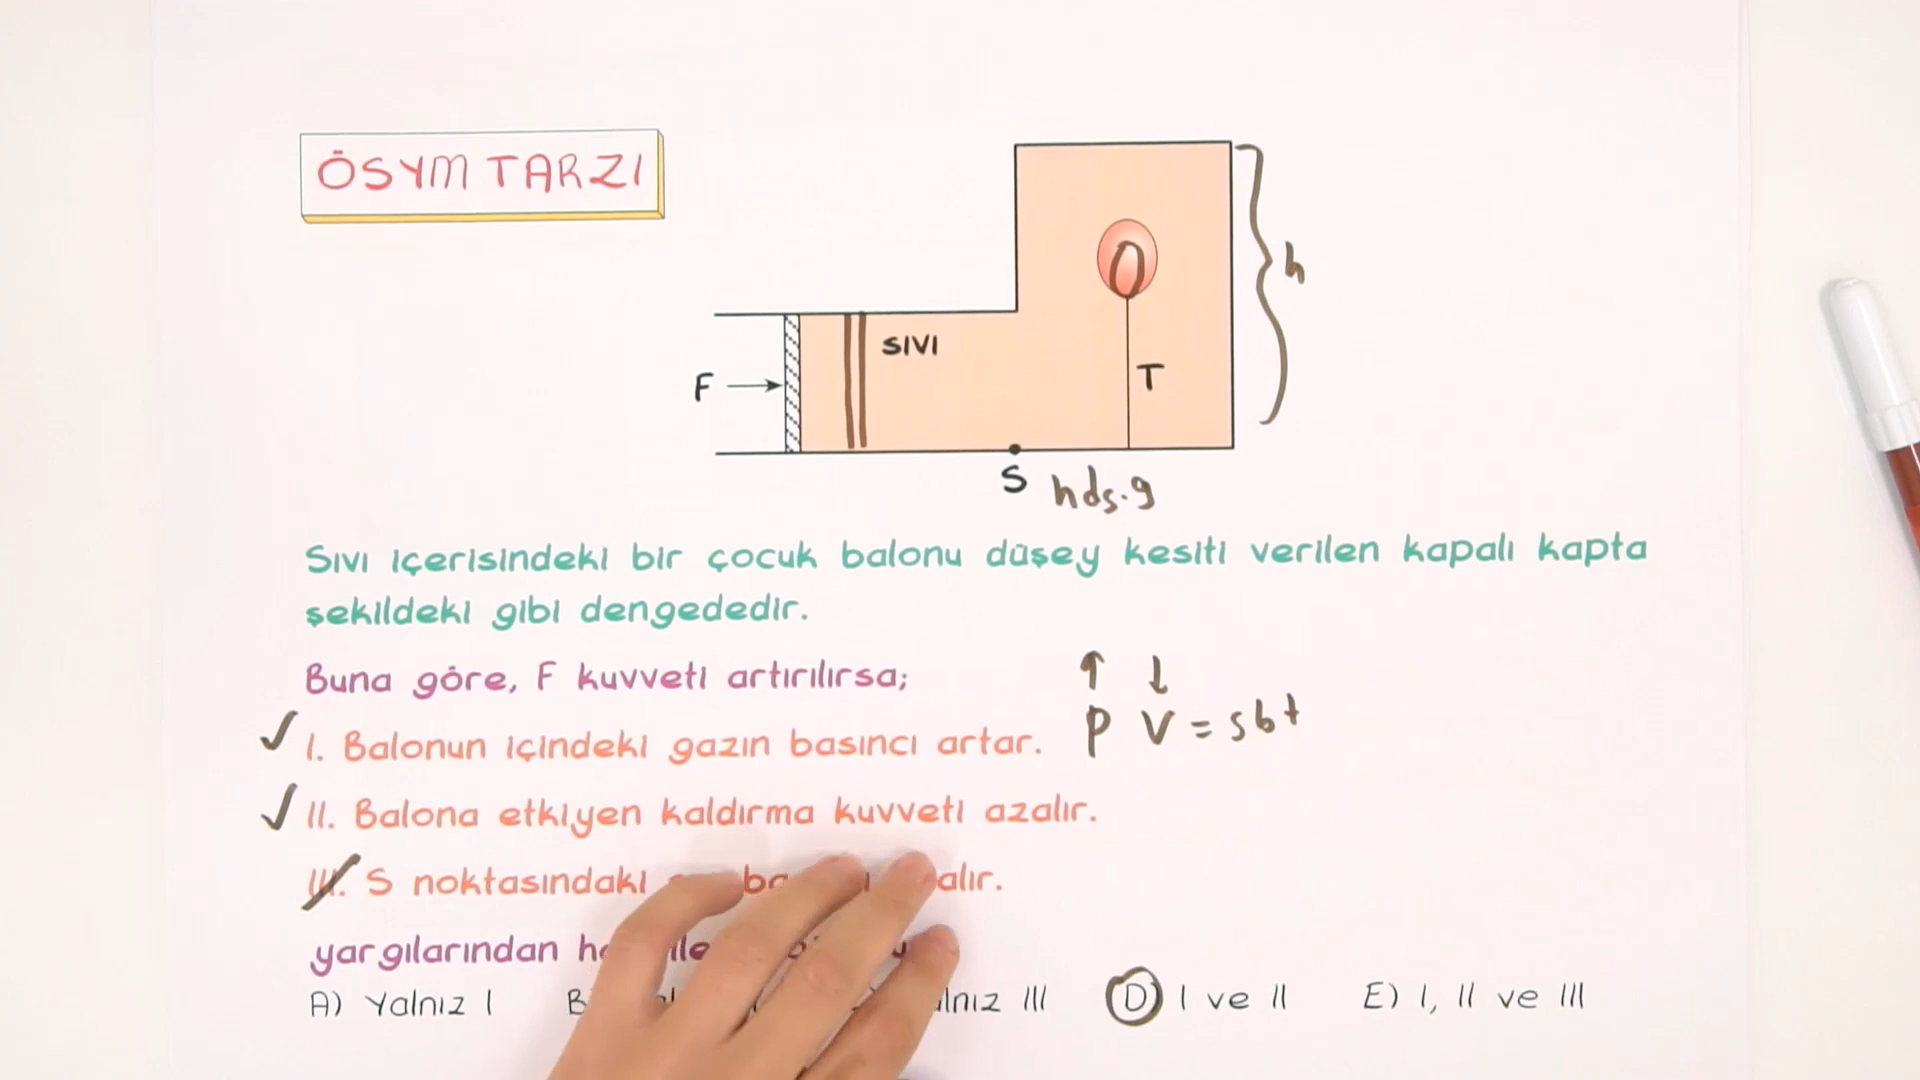 ÖSYM TARZI
h
SIVI
F
T
S hds.g
Sıvı içerisindeki bir çocuk balonu düşey kesiti verilen kapalı kapta
şekildeki gibi dengededir.
Buna göre, F kuvveti artırılırsa;
I. Balonun içindeki gazın basıncı artar.
P V = sbt
II. Balona etkiyen kaldırma kuvveti azalır.
III. S noktasındaki
yargılarından
A) Yalnız I
III
D) I ve II
E) I, II ve III